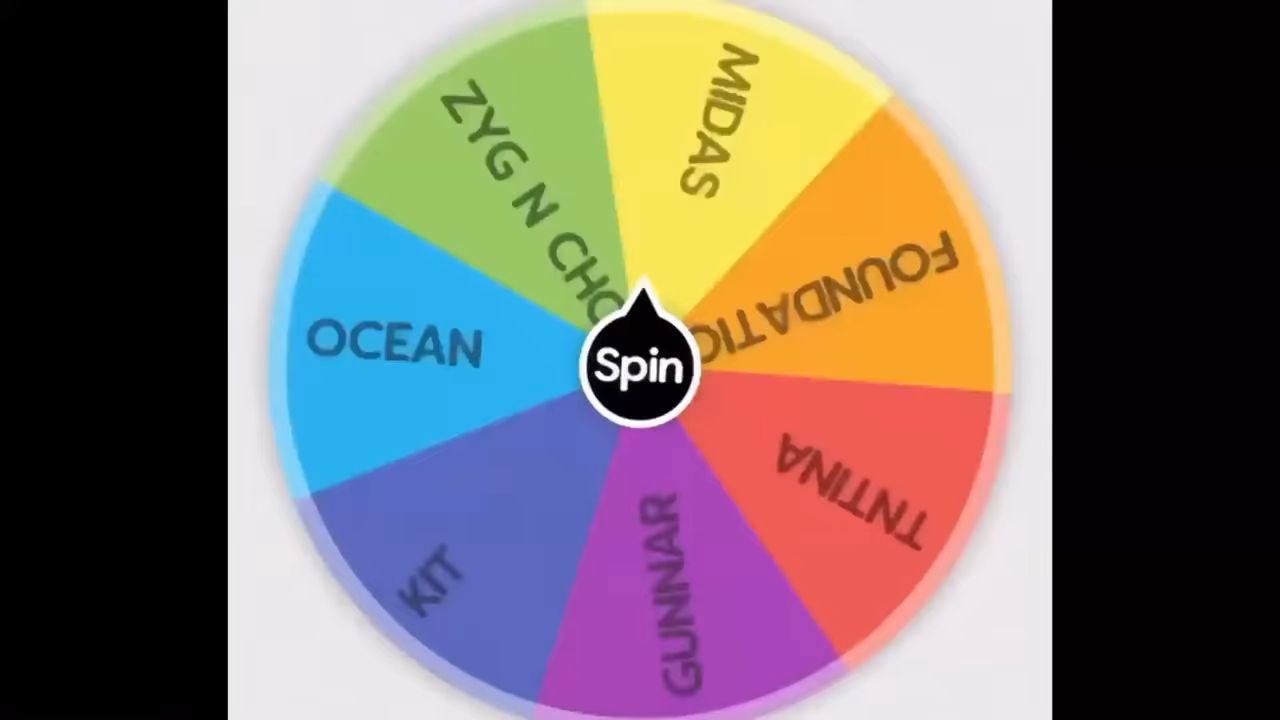 MIDAS
FOUNDATIO
TNTINA
GUNNAR
KIT
OCEAN
ZYG N CHO
Spin